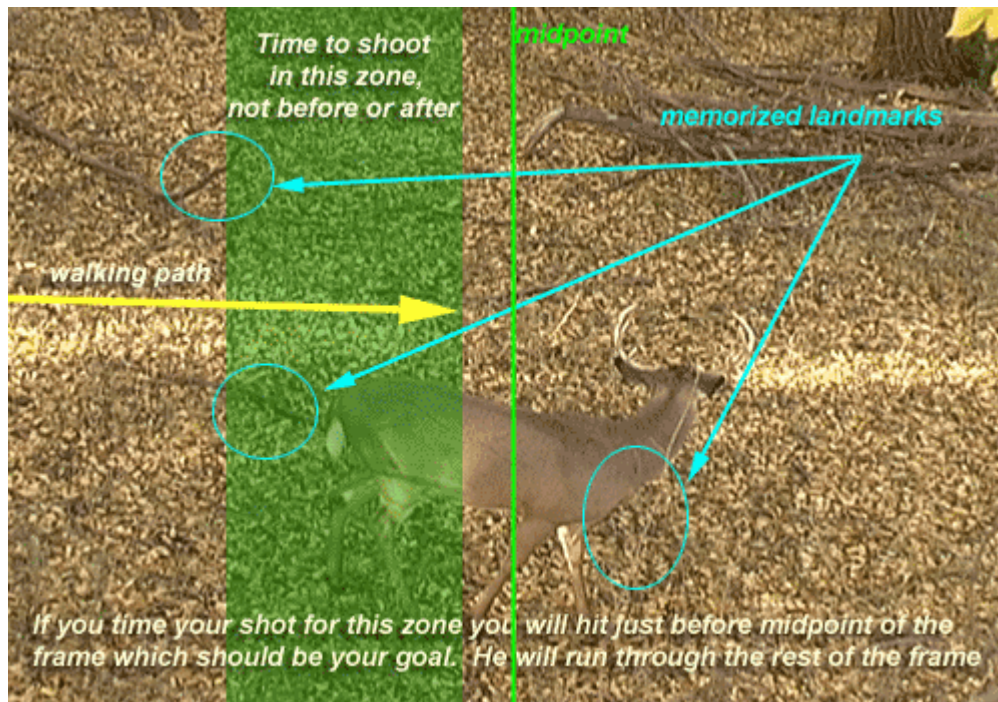 Time to shoot
in this zone,
not before or after
midpoint
memorized landmarks
walking path
If you time your shot for this zone you will hit just before midpoint of the
frame which should be your goal. He will run through the rest of the frame